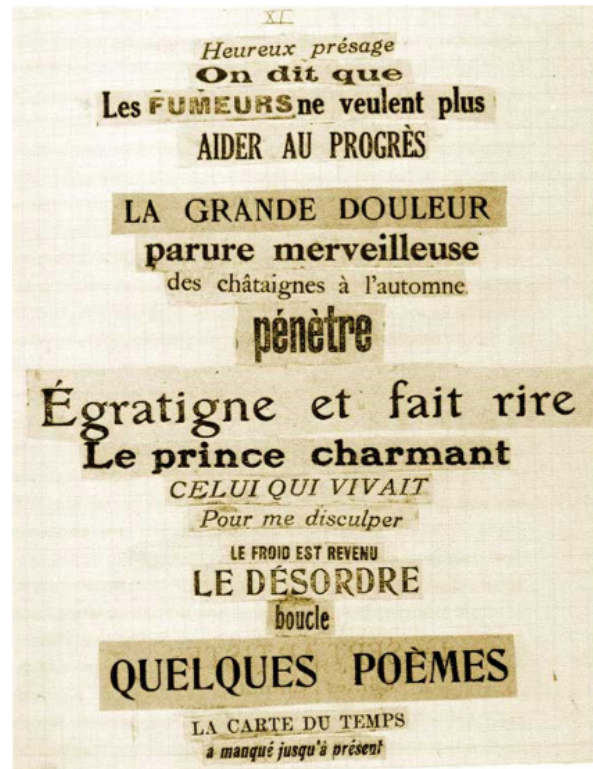 XI
Heureux présage
On dit que
Les FUMEURS ne veulent plus
AIDER AU PROGRÈS
LA GRANDE DOULEUR
parure merveilleuse
des châtaignes à l'automne
pénètre
Égratigne et fait rire
Le prince charmant
CELUI QUI VIVAIT
Pour me disculper
LE FROID EST REVENU
LE DÉSORDRE
boucle
QUELQUES POÈMES
LA CARTE DU TEMPS
a manqué jusqu'à présent